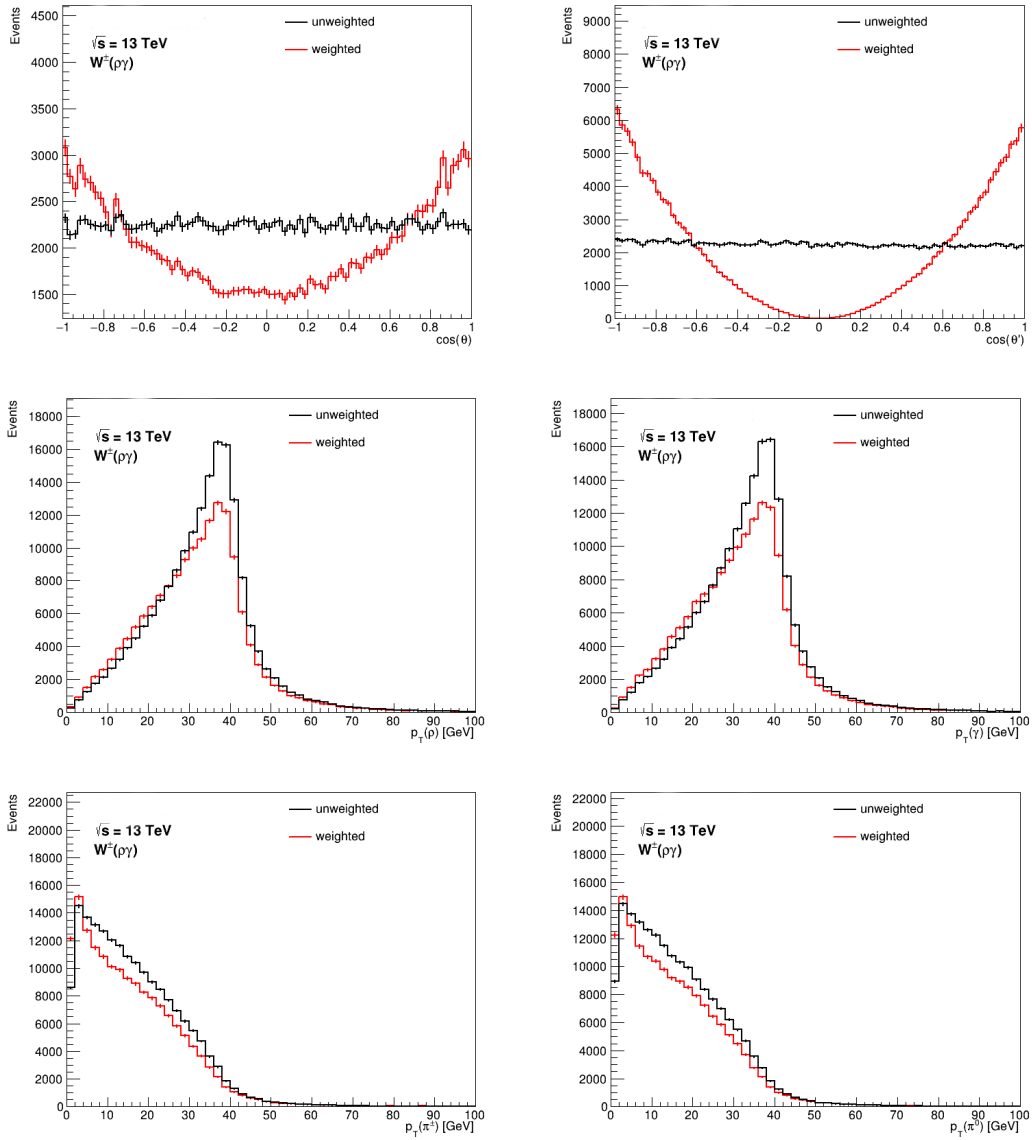 Events
4500
4000
3500
3000
2500
2000
1500
√s = 13 TeV
W±(ργ)
unweighted
weighted
−1 −0.8 −0.6 −0.4 −0.2 0 0.2 0.4 0.6 0.8 1
cos(θ)
Events
9000
8000
7000
6000
5000
4000
3000
2000
1000
0
√s = 13 TeV
W±(ργ)
unweighted
weighted
−1 −0.8 −0.6 −0.4 −0.2 0 0.2 0.4 0.6 0.8 1
cos(θ')
Events
18000
16000
14000
12000
10000
8000
6000
4000
2000
0
√s = 13 TeV
W±(ργ)
unweighted
weighted
0 10 20 30 40 50 60 70 80 90 100
pT(ρ) [GeV]
Events
18000
16000
14000
12000
10000
8000
6000
4000
2000
0
√s = 13 TeV
W±(ργ)
unweighted
weighted
0 10 20 30 40 50 60 70 80 90 100
pT(γ) [GeV]
Events
22000
20000
18000
16000
14000
12000
10000
8000
6000
4000
2000
0
√s = 13 TeV
W±(ργ)
unweighted
weighted
0 10 20 30 40 50 60 70 80 90 100
pT(π±) [GeV]
Events
22000
20000
18000
16000
14000
12000
10000
8000
6000
4000
2000
0
√s = 13 TeV
W±(ργ)
unweighted
weighted
0 10 20 30 40 50 60 70 80 90 100
pT(π0) [GeV]